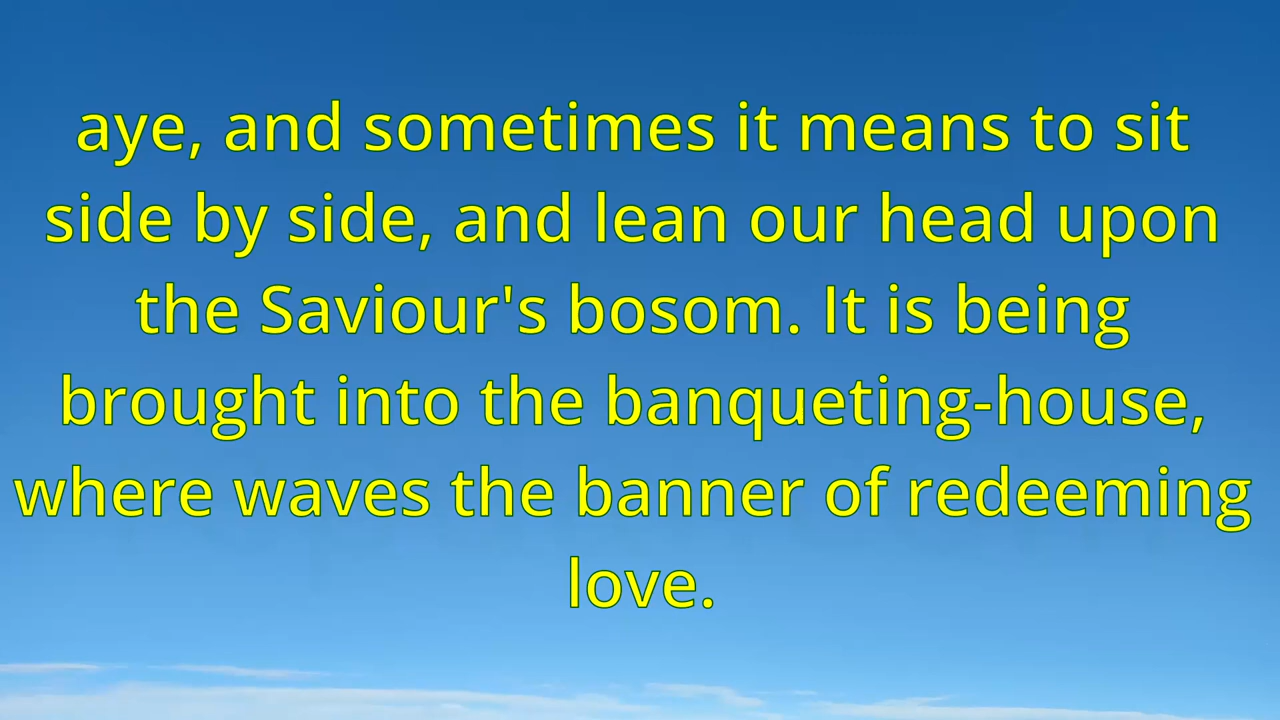 aye, and sometimes it means to sit
side by side, and lean our head upon
the Saviour's bosom. It is being
brought into the banqueting-house,
where waves the banner of redeeming
love.